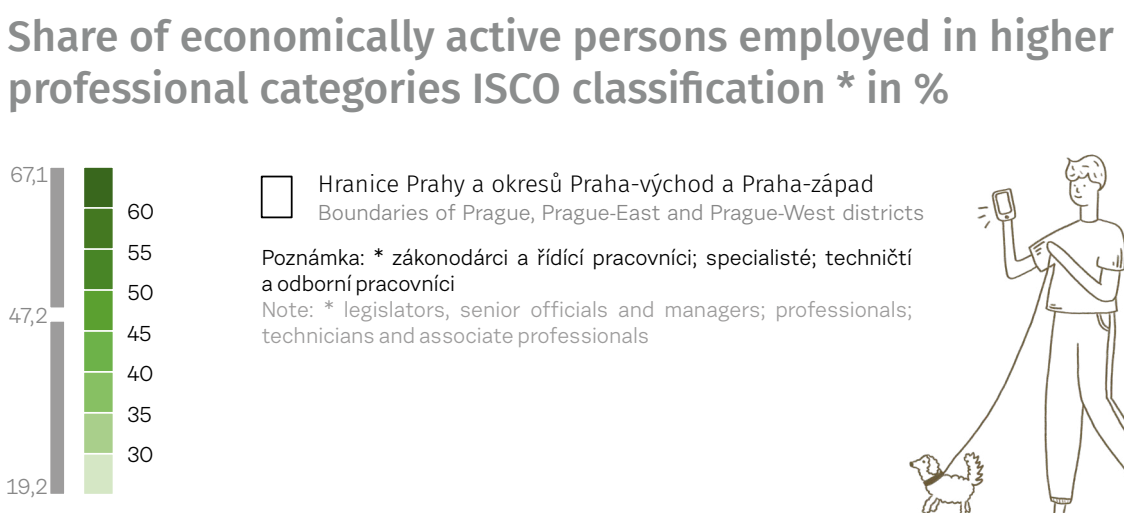 Share of economically active persons employed in higher
professional categories ISCO classification * in %
67,1
47,2
19,2
60
55
50
45
40
35
30
Hranice Prahy a okresů Praha-východ a Praha-západ
Boundaries of Prague, Prague-East and Prague-West districts
Poznámka: * zákonodárci a řídící pracovníci; specialisté; techničtí
a odborní pracovníci
Note: * legislators, senior officials and managers; professionals;
technicians and associate professionals